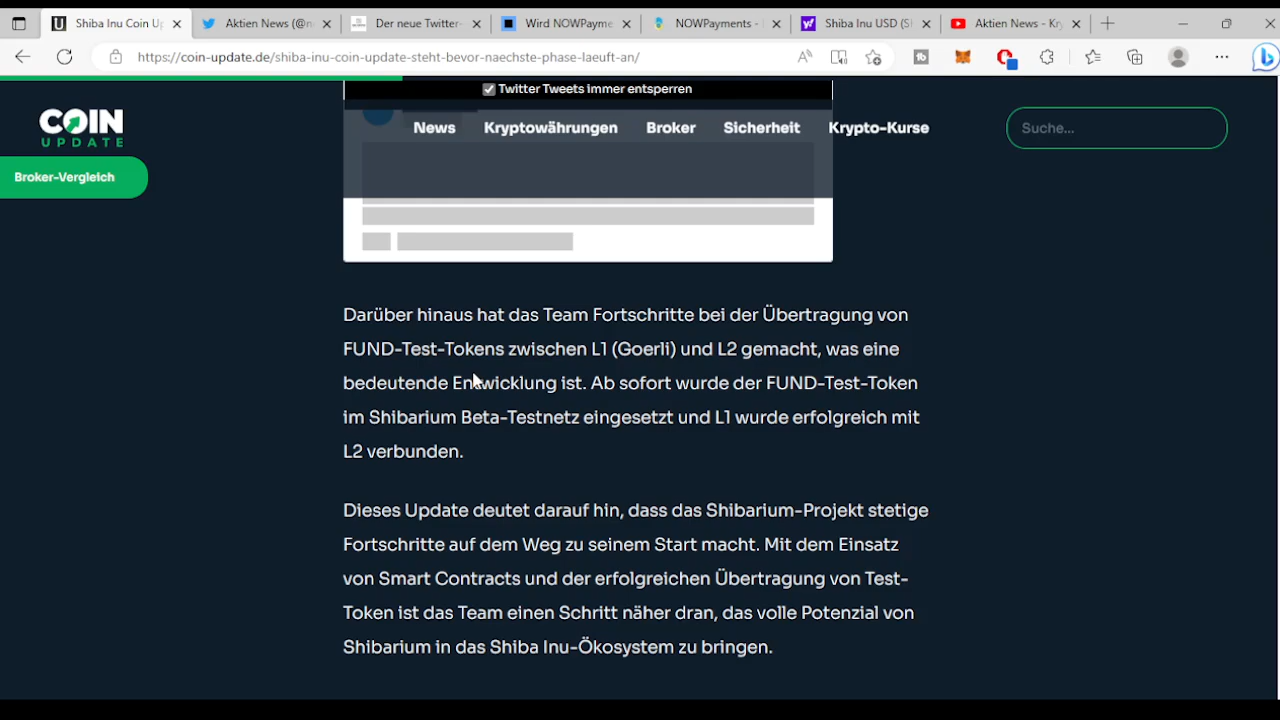 Shiba Inu Coin Up
Aktien News (@n
Der neue Twitter-
Wird NOWPayme
NOWPayments -
Shiba Inu USD (S
Aktien News - Kr
https://coin-update.de/shiba-inu-coin-update-steht-bevor-naechste-phase-laeuft-an/
Twitter Tweets immer entsperren
COIN
UPDATE
News
Kryptowährungen
Broker
Sicherheit
Krypto-Kurse
Suche...
Broker-Vergleich
Darüber hinaus hat das Team Fortschritte bei der Übertragung von
FUND-Test-Tokens zwischen L1 (Goerli) und L2 gemacht, was eine
bedeutende Entwicklung ist. Ab sofort wurde der FUND-Test-Token
im Shibarium Beta-Testnetz eingesetzt und L1 wurde erfolgreich mit
L2 verbunden.
Dieses Update deutet darauf hin, dass das Shibarium-Projekt stetige
Fortschritte auf dem Weg zu seinem Start macht. Mit dem Einsatz
von Smart Contracts und der erfolgreichen Übertragung von Test-
Token ist das Team einen Schritt näher dran, das volle Potenzial von
Shibarium in das Shiba Inu-Ökosystem zu bringen.